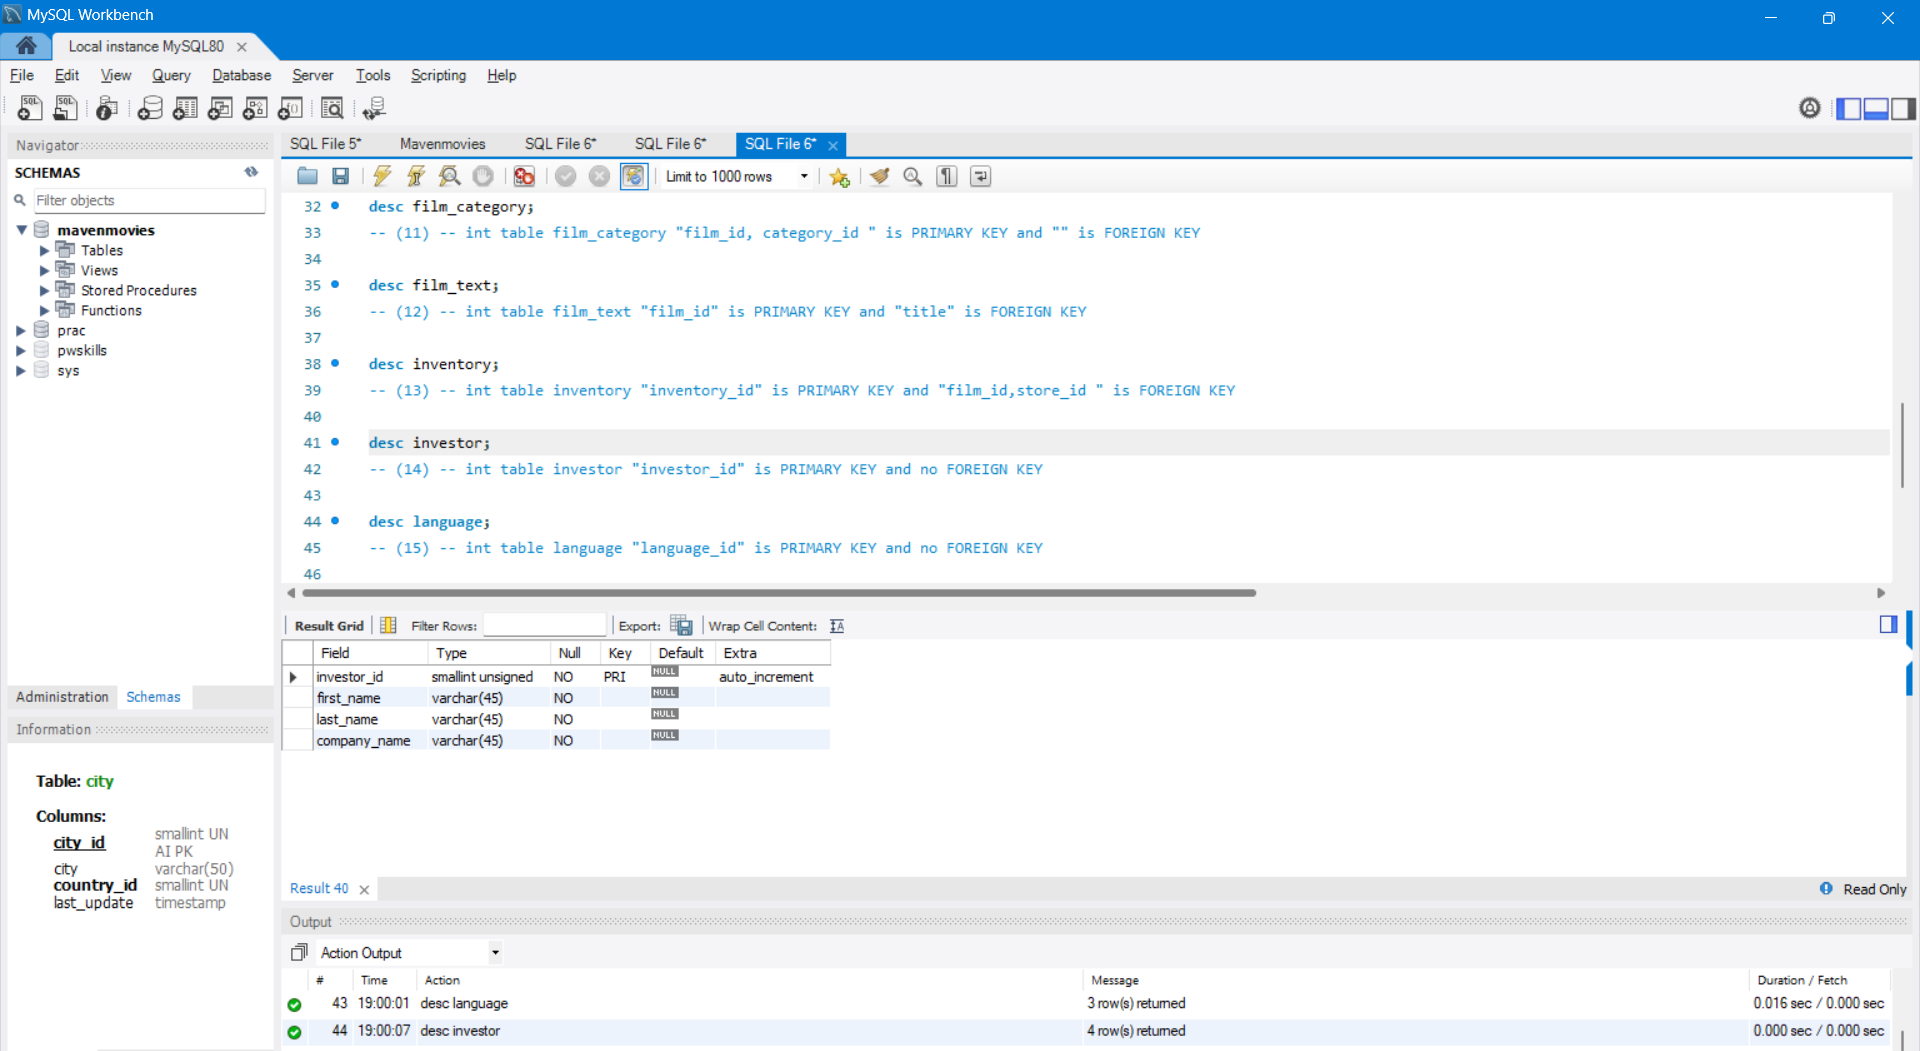 MySQL Workbench
Local instance MySQL80
File Edit View Query Database Server Tools Scripting Help
Navigator
SCHEMAS
Filter objects
mavenmovies
Tables
Views
Stored Procedures
Functions
prac
pwskills
sys
Administration Schemas
Information
Table: city
Columns:
city_id smallint UN AI PK
city varchar(50)
country_id smallint UN
last_update timestamp
SQL File 5* Mavenmovies SQL File 6* SQL File 6* SQL File 6*
Limit to 1000 rows
32 desc film_category;
33 -- (11) -- int table film_category "film_id, category_id " is PRIMARY KEY and "" is FOREIGN KEY
34
35 desc film_text;
36 -- (12) -- int table film_text "film_id" is PRIMARY KEY and "title" is FOREIGN KEY
37
38 desc inventory;
39 -- (13) -- int table inventory "inventory_id" is PRIMARY KEY and "film_id,store_id " is FOREIGN KEY
40
41 desc investor;
42 -- (14) -- int table investor "investor_id" is PRIMARY KEY and no FOREIGN KEY
43
44 desc language;
45 -- (15) -- int table language "language_id" is PRIMARY KEY and no FOREIGN KEY
46
Result Grid Filter Rows: Export: Wrap Cell Content:
Field Type Null Key Default Extra
investor_id smallint unsigned NO PRI NULL auto_increment
first_name varchar(45) NO NULL
last_name varchar(45) NO NULL
company_name varchar(45) NO NULL
Result 40 Read Only
Output
Action Output
# Time Action Message Duration / Fetch
43 19:00:01 desc language 3 row(s) returned 0.016 sec / 0.000 sec
44 19:00:07 desc investor 4 row(s) returned 0.000 sec / 0.000 sec